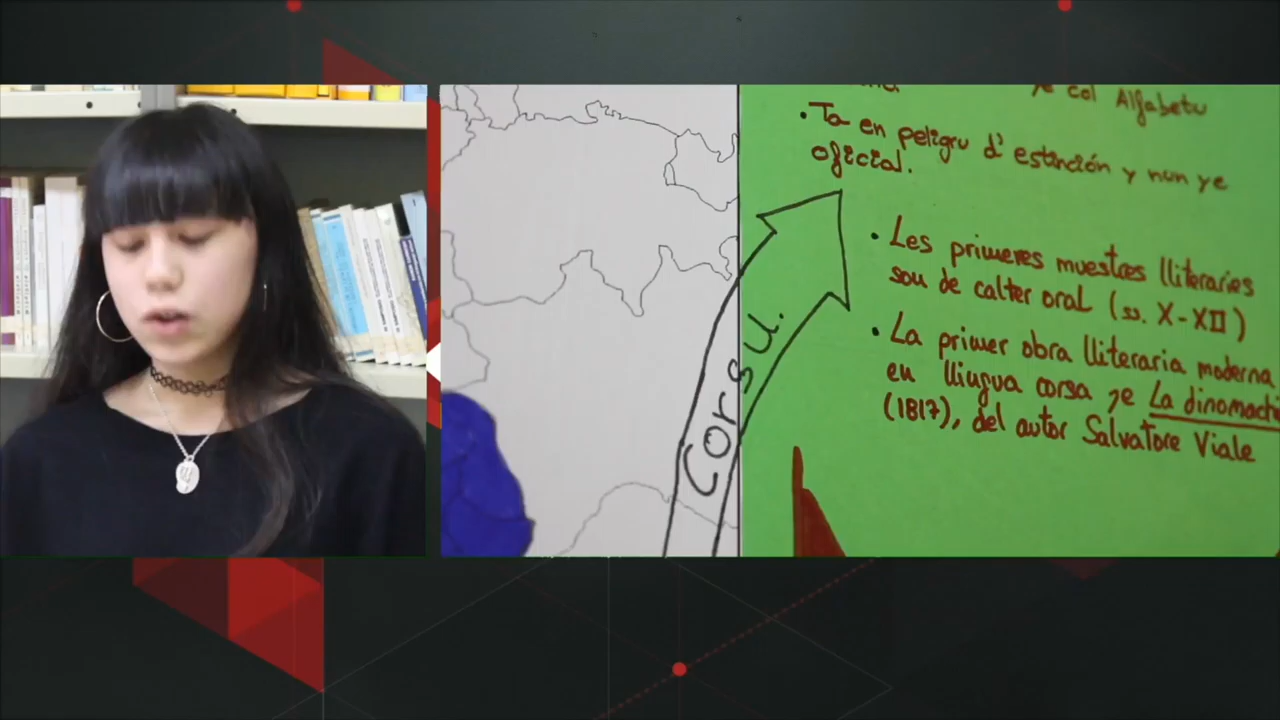 ye col Alfabetu
• Ta en peligru d'estinción y nun ye
oficial.
• Les primeres muestres lliteraries
son de calter oral (ss. X-XII)
• La primer obra lliteraria moderna
en llingua corsa ye La dinomachi
(1817), del autor Salvatore Viale
Corsu.